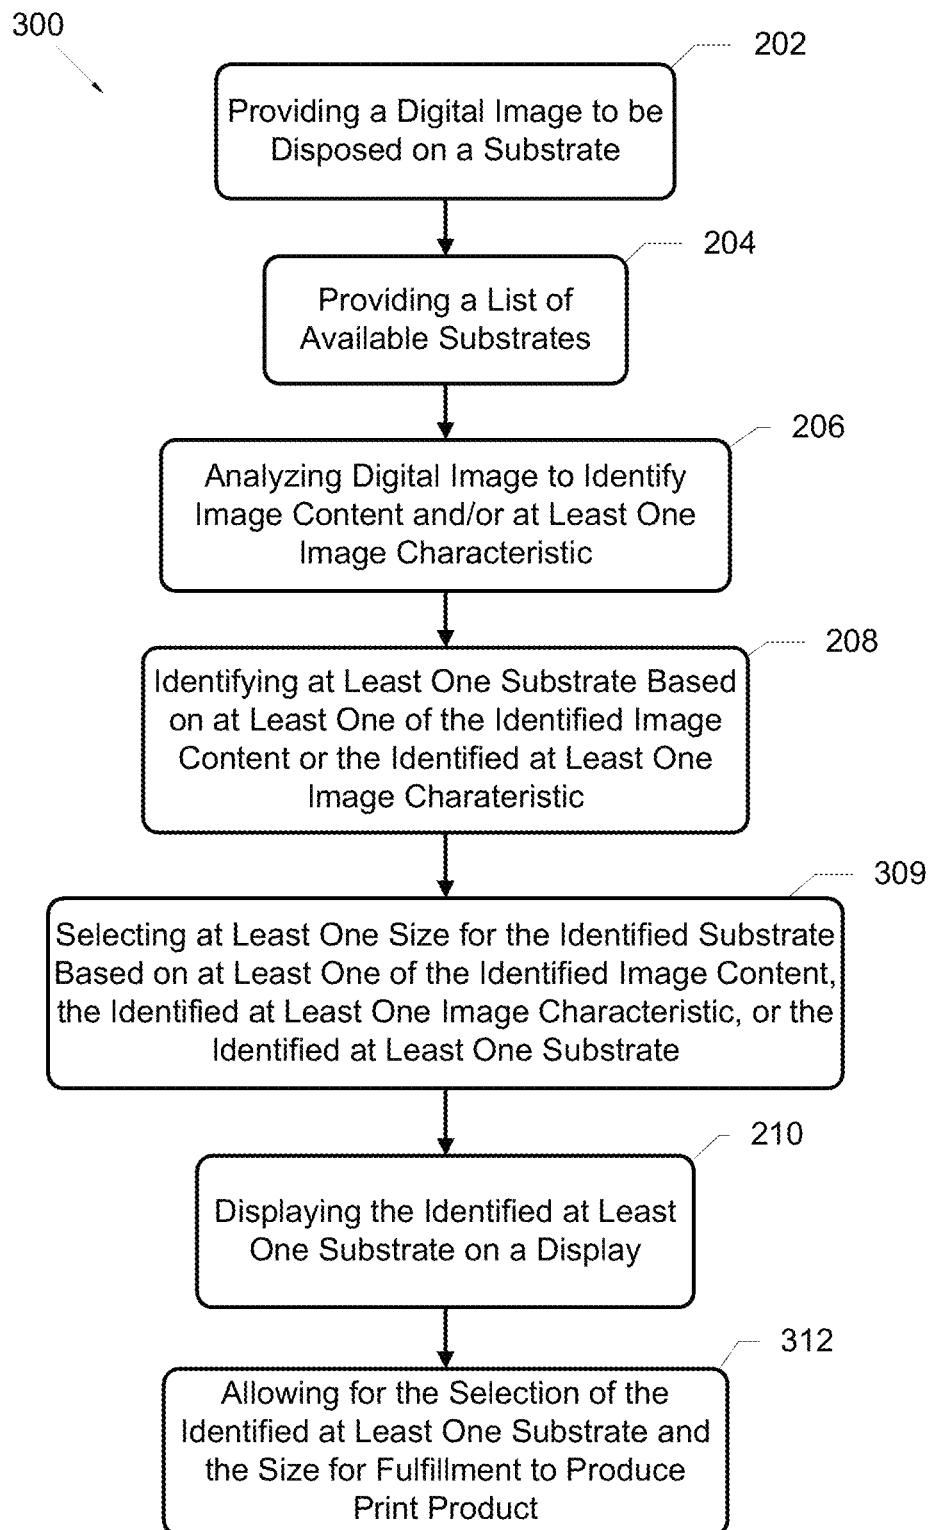 300
202
Providing a Digital Image to be
Disposed on a Substrate
204
Providing a List of
Available Substrates
206
Analyzing Digital Image to Identify
Image Content and/or at Least One
Image Characteristic
208
Identifying at Least One Substrate Based
on at Least One of the Identified Image
Content or the Identified at Least One
Image Charateristic
309
Selecting at Least One Size for the Identified Substrate
Based on at Least One of the Identified Image Content,
the Identified at Least One Image Characteristic, or the
Identified at Least One Substrate
210
Displaying the Identified at Least
One Substrate on a Display
312
Allowing for the Selection of the
Identified at Least One Substrate and
the Size for Fulfillment to Produce
Print Product